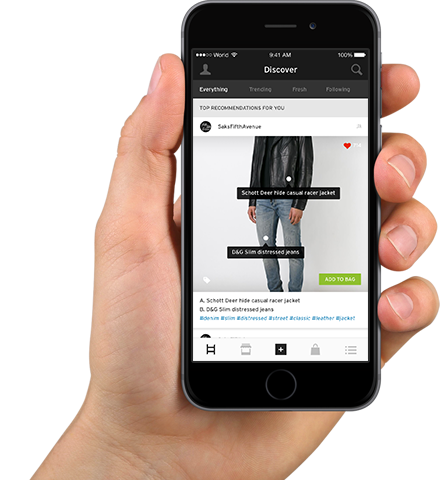 World 9:41 AM 100%
Discover
Everything Trending Fresh Following
TOP RECOMMENDATIONS FOR YOU
SaksFifthAvenue
Schott Deer hide casual racer jacket
D&G Slim distressed jeans
ADD TO BAG
A. Schott Deer hide casual racer jacket
B. D&G Slim distressed jeans
#denim #slim #distressed #street #classic #leather #jacket